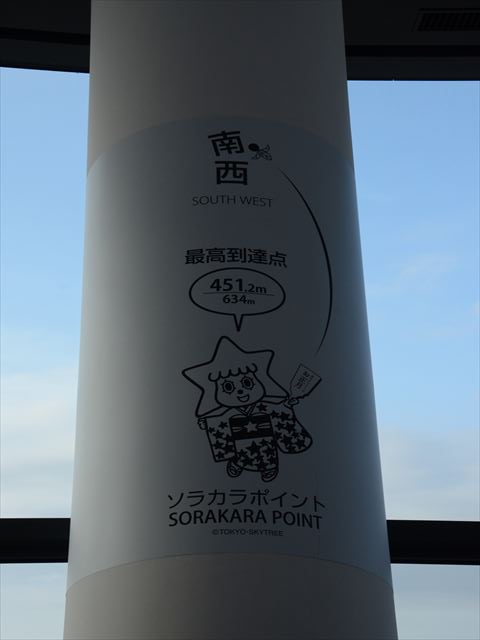 南
西
SOUTH WEST
最高到達点
451.2m
634m
ソラカラポイント
SORAKARA POINT
©TOKYO-SKYTREE